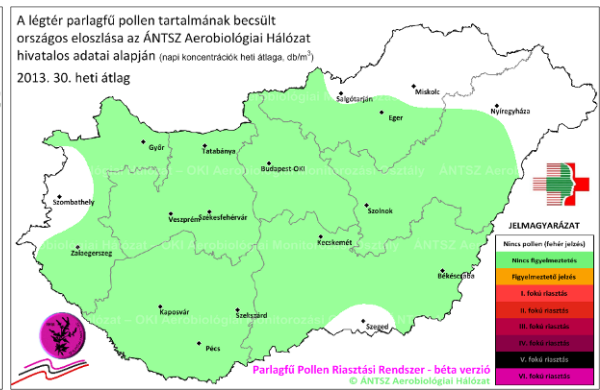 A légtér parlagfű pollen tartalmának becsült
országos eloszlása az ÁNTSZ Aerobiológiai Hálózat
hivatalos adatai alapján (napi koncentrációk heti átlaga, db/m³)
2013. 30. heti átlag
Miskolc
Salgótarján
Nyíregyháza
Eger
Győr
Tatabánya
Budapest-OKI
ÁNTSZ Aerobiológiai
Szombathely
Veszprém
Székesfehérvár
Szolnok
Kecskemét
Zalaegerszeg
Békéscsaba
Kaposvár
Szekszárd
Szeged
Pécs
JELMAGYARÁZAT
Nincs pollen (fehér jelzés)
Nincs figyelmeztetés
Figyelmeztető jelzés
I. fokú riasztás
II. fokú riasztás
III. fokú riasztás
IV. fokú riasztás
V. fokú riasztás
VI. fokú riasztás
Parlagfű Pollen Riasztási Rendszer - béta verzió
© ÁNTSZ Aerobiológiai Hálózat